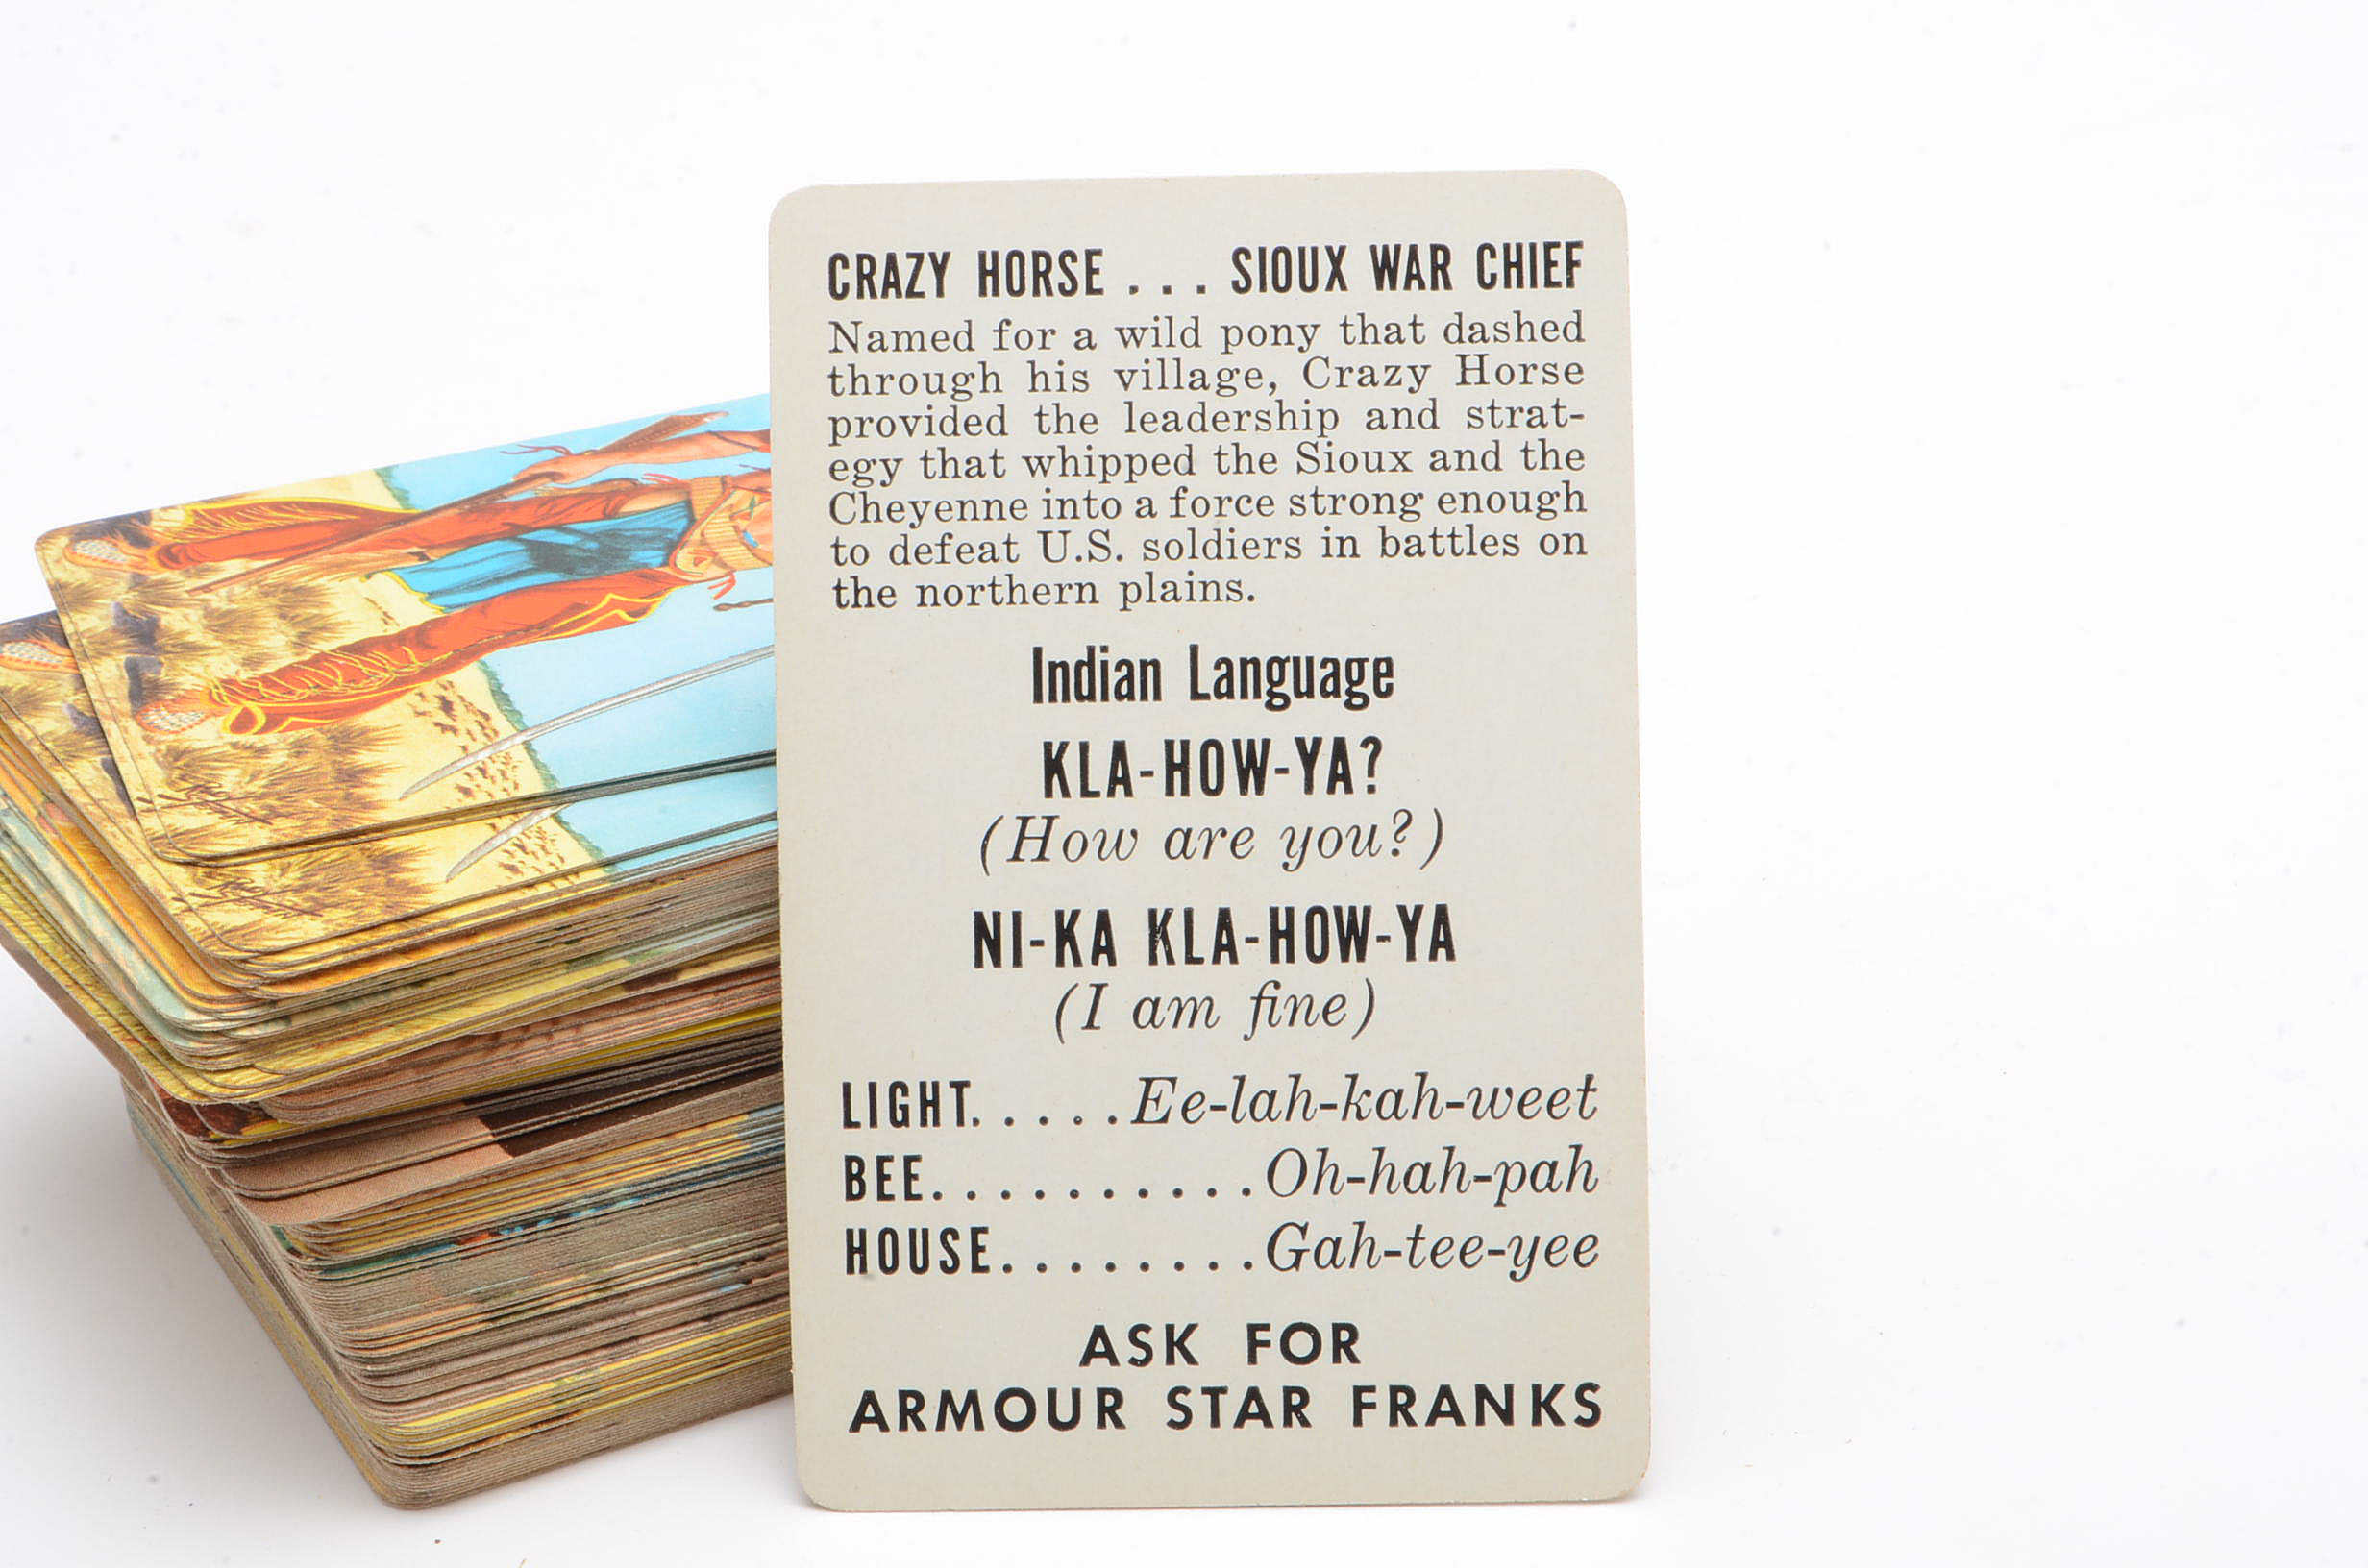 CRAZY HORSE . . . SIOUX WAR CHIEF
Named for a wild pony that dashed
through his village, Crazy Horse
provided the leadership and strat-
egy that whipped the Sioux and the
Cheyenne into a force strong enough
to defeat U.S. soldiers in battles on
the northern plains.
Indian Language
KLA-HOW-YA?
(How are you?)
NI-KA KLA-HOW-YA
(I am fine)
LIGHT. . . . . Ee-lah-kah-weet
BEE. . . . . . . . . . . Oh-hah-pah
HOUSE. . . . . . . . . Gah-tee-yee
ASK FOR
ARMOUR STAR FRANKS